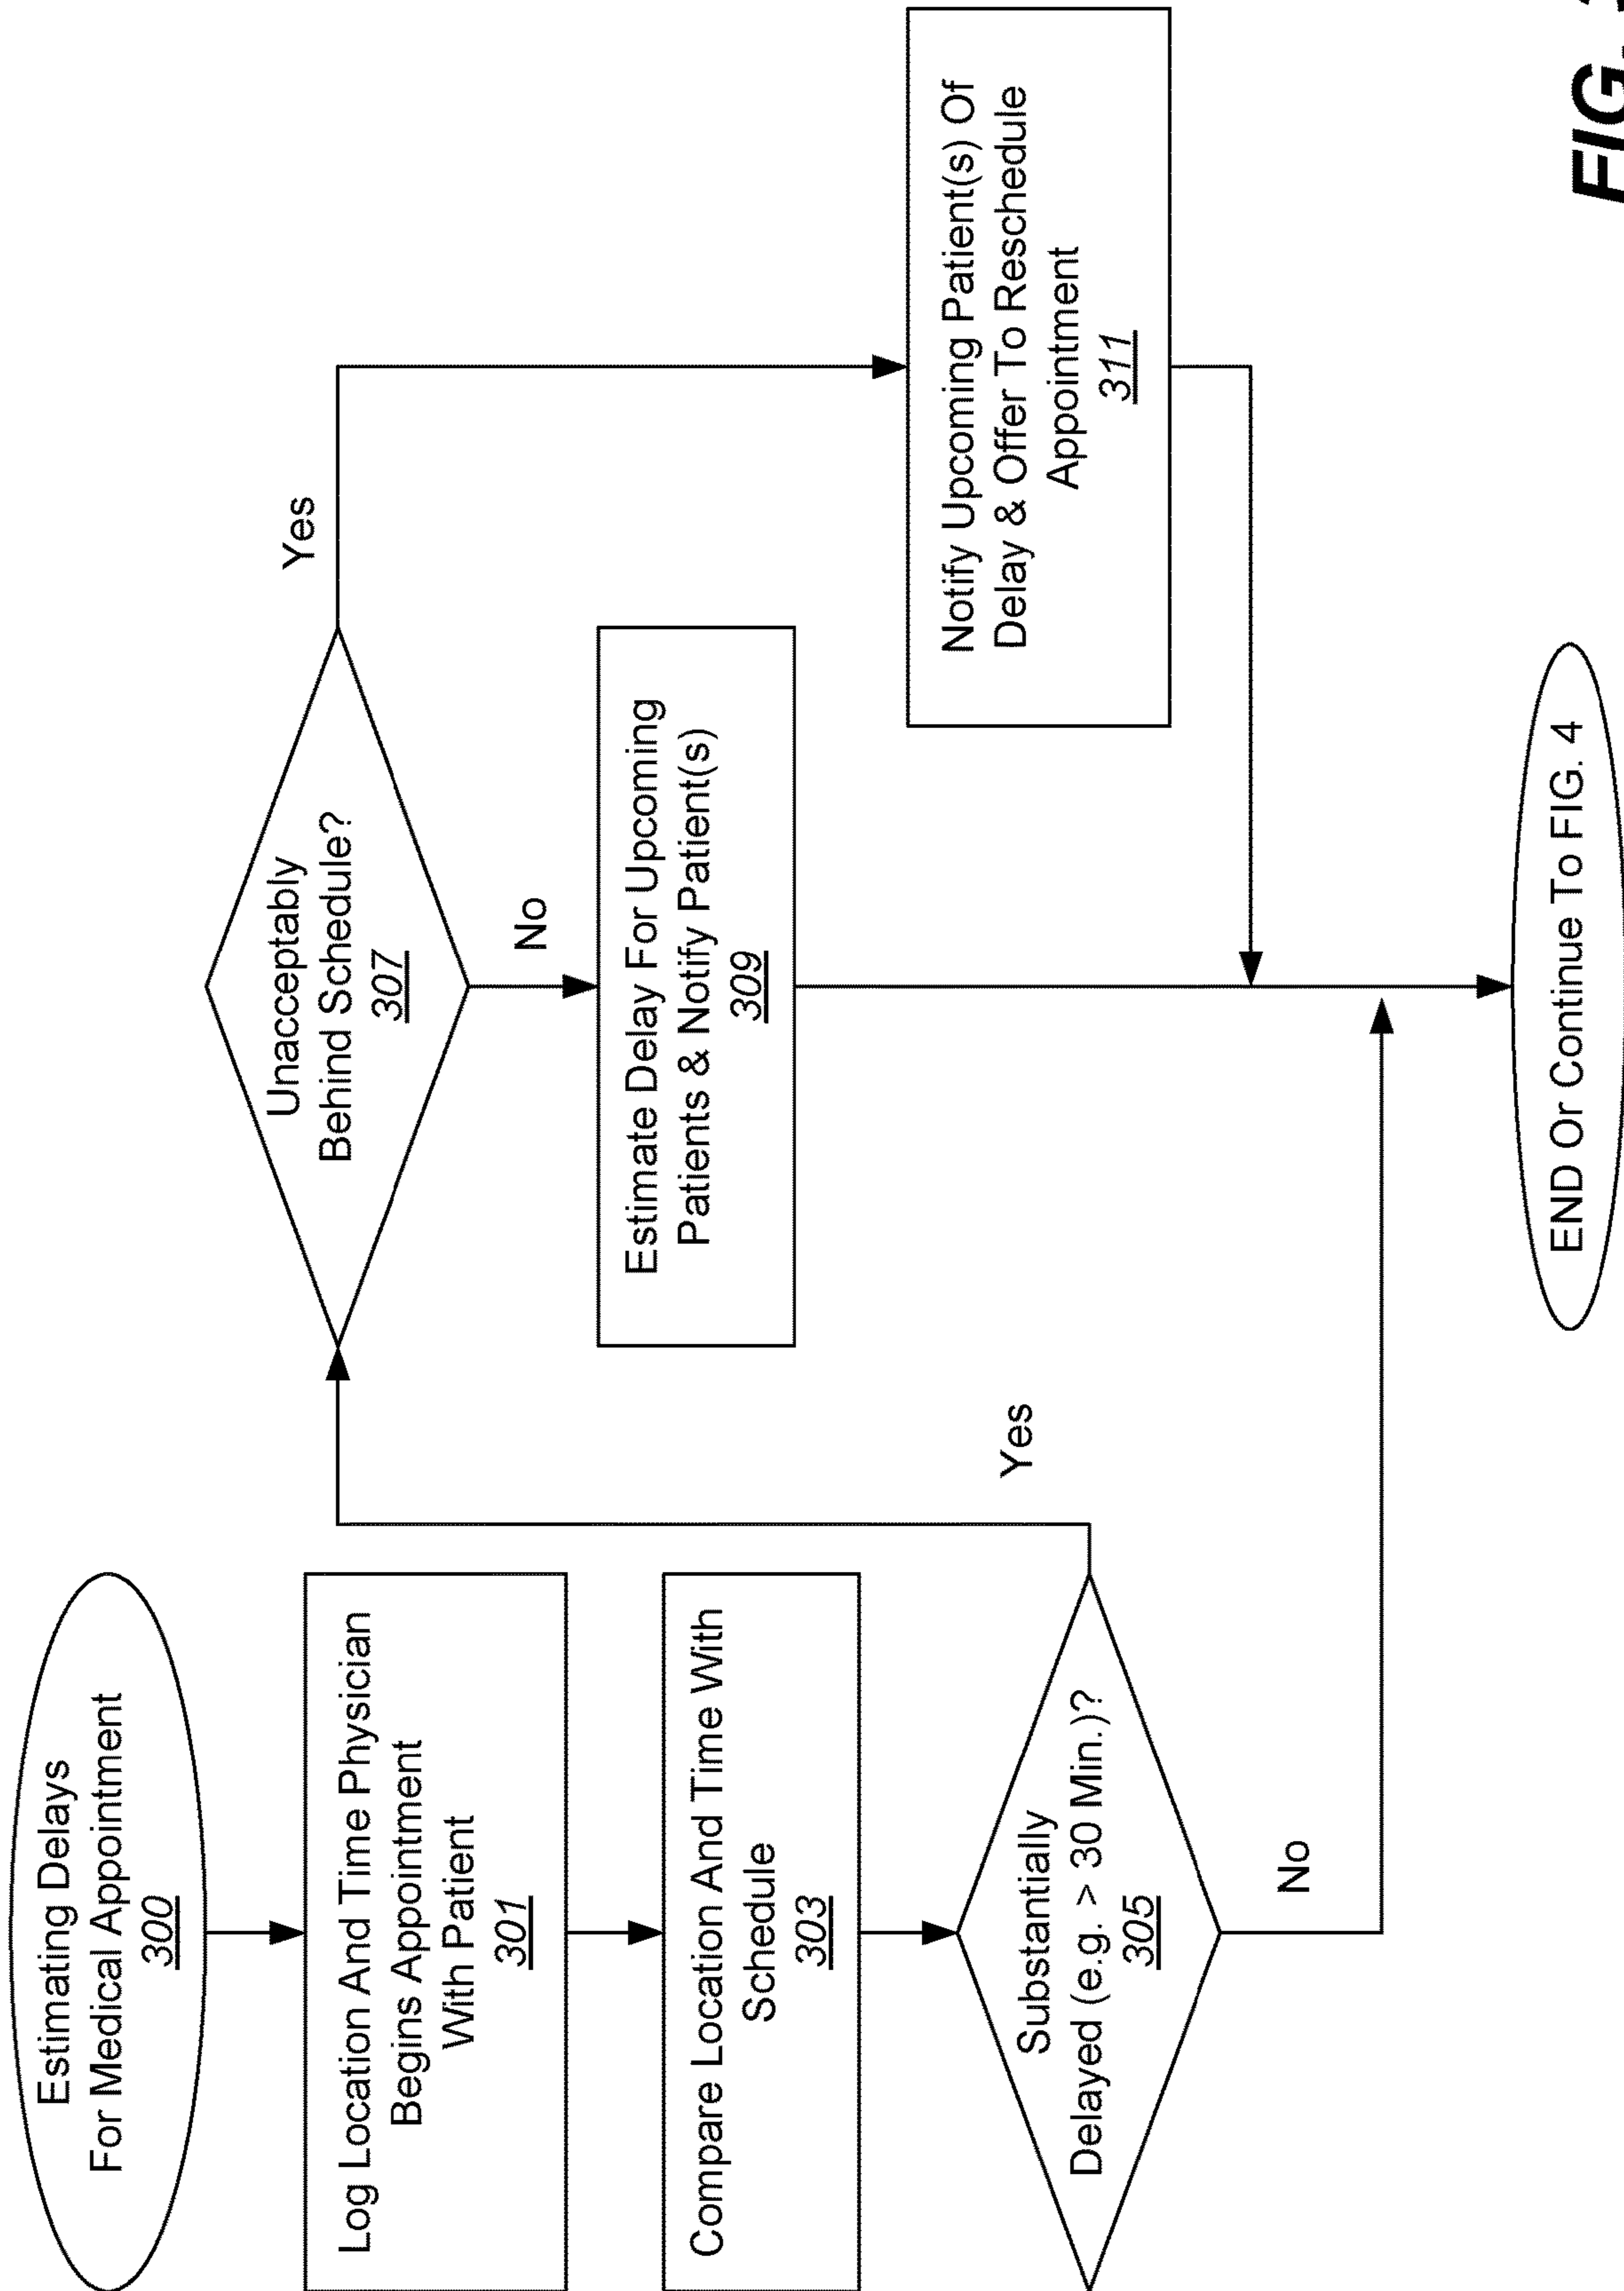 Estimating Delays
For Medical Appointment
300
Log Location And Time Physician
Begins Appointment
With Patient
301
Compare Location And Time With
Schedule
303
Substantially
Delayed (e.g. > 30 Min.)?
305
Yes
No
Unacceptably
Behind Schedule?
307
Yes
No
Estimate Delay For Upcoming
Patients & Notify Patient(s)
309
Notify Upcoming Patient(s) Of
Delay & Offer To Reschedule
Appointment
311
END Or Continue To FIG. 4
FIG.